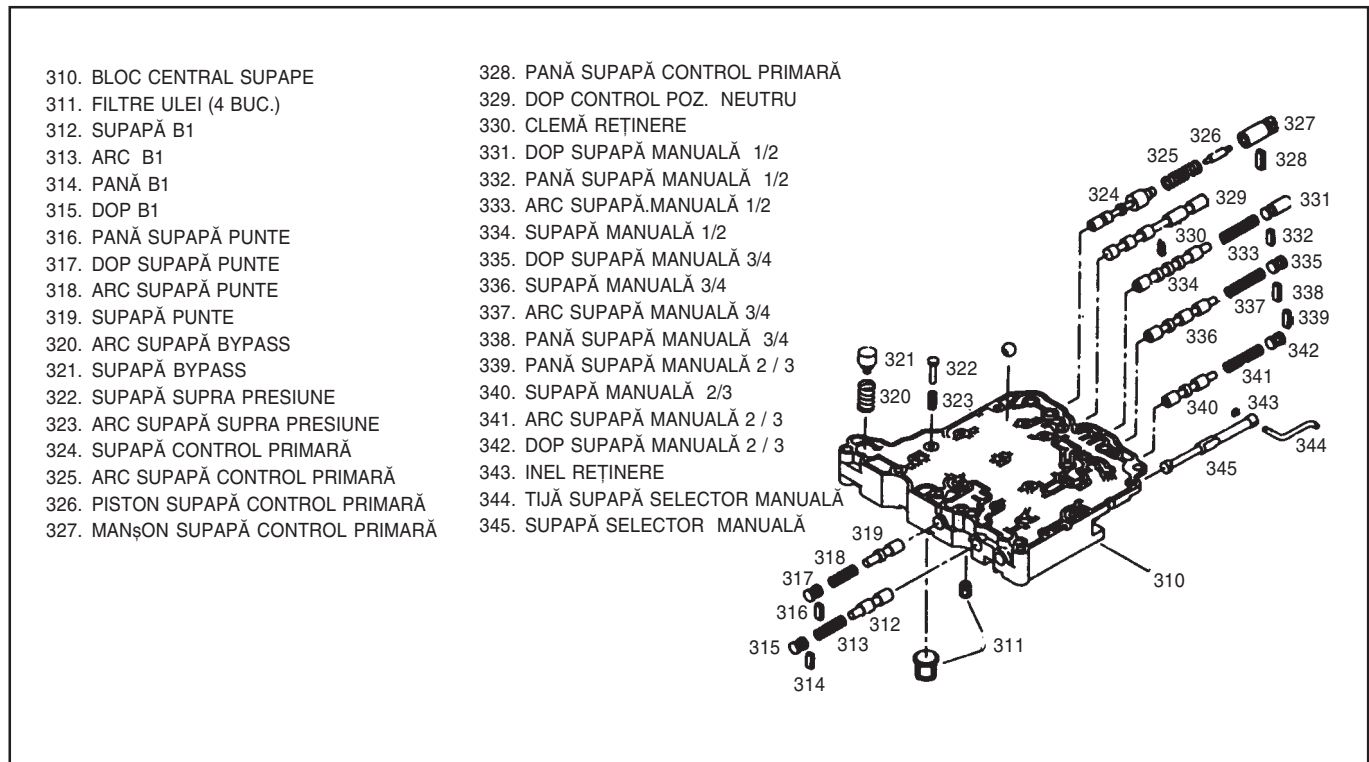 310. BLOC CENTRAL SUPAPE
311. FILTRE ULEI (4 BUC.)
312. SUPAPĂ B1
313. ARC B1
314. PANĂ B1
315. DOP B1
316. PANĂ SUPAPĂ PUNTE
317. DOP SUPAPĂ PUNTE
318. ARC SUPAPĂ PUNTE
319. SUPAPĂ PUNTE
320. ARC SUPAPĂ BYPASS
321. SUPAPĂ BYPASS
322. SUPAPĂ SUPRA PRESIUNE
323. ARC SUPAPĂ SUPRA PRESIUNE
324. SUPAPĂ CONTROL PRIMARĂ
325. ARC SUPAPĂ CONTROL PRIMARĂ
326. PISTON SUPAPĂ CONTROL PRIMARĂ
327. MANşON SUPAPĂ CONTROL PRIMARĂ
328. PANĂ SUPAPĂ CONTROL PRIMARĂ
329. DOP CONTROL POZ. NEUTRU
330. CLEMĂ REȚINERE
331. DOP SUPAPĂ MANUALĂ 1/2
332. PANĂ SUPAPĂ MANUALĂ 1/2
333. ARC SUPAPĂ.MANUALĂ 1/2
334. SUPAPĂ MANUALĂ 1/2
335. DOP SUPAPĂ MANUALĂ 3/4
336. SUPAPĂ MANUALĂ 3/4
337. ARC SUPAPĂ MANUALĂ 3/4
338. PANĂ SUPAPĂ MANUALĂ 3/4
339. PANĂ SUPAPĂ MANUALĂ 2 / 3
340. SUPAPĂ MANUALĂ 2/3
341. ARC SUPAPĂ MANUALĂ 2 / 3
342. DOP SUPAPĂ MANUALĂ 2 / 3
343. INEL REȚINERE
344. TIJĂ SUPAPĂ SELECTOR MANUALĂ
345. SUPAPĂ SELECTOR MANUALĂ
327
326
325
328
324
329
331
330
332
333
334
335
337
338
339
336
342
341
340
343
344
345
321
322
320
323
319
318
317
316
312
313
315
314
311
310